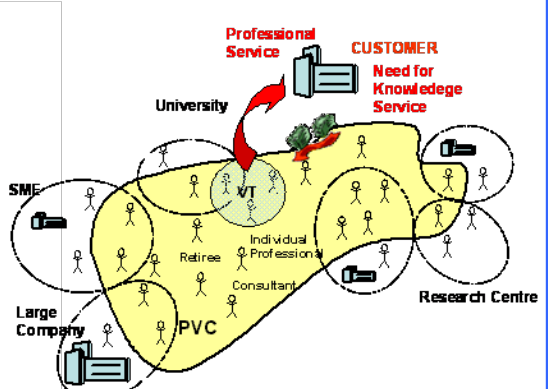 Professional
Service
CUSTOMER
Need for
Knowledege
Service
University
SME
VT
Individual
Professional
Retiree
Consultant
Research Centre
Large
Company
PVC